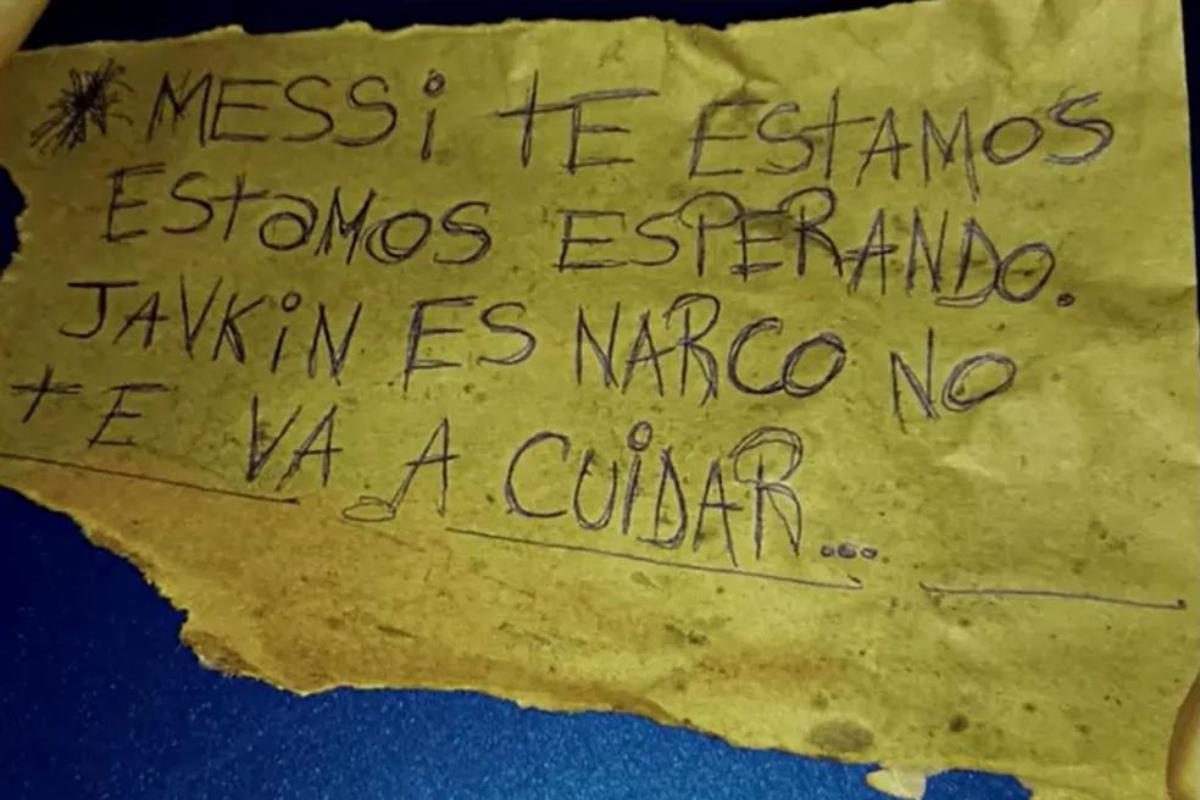 * MESSi tE EStAMOS
EStaMOS ESPERANDO.
JAVKiN ES NARCO NO
tE VA A CUiDAR...